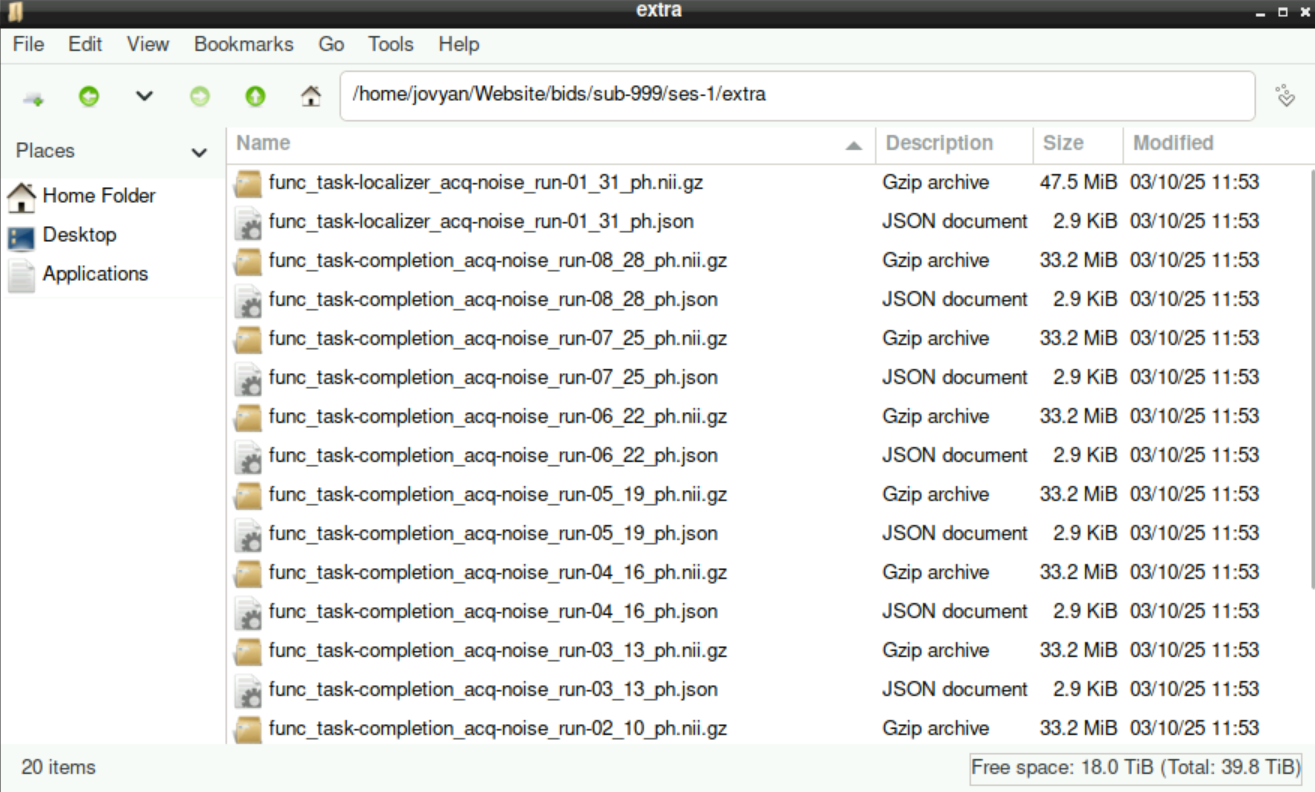 extra
File Edit View Bookmarks Go Tools Help
/home/jovyan/Website/bids/sub-999/ses-1/extra
Places
Home Folder
Desktop
Applications
Name Description Size Modified
func_task-localizer_acq-noise_run-01_31_ph.nii.gz Gzip archive 47.5 MiB 03/10/25 11:53
func_task-localizer_acq-noise_run-01_31_ph.json JSON document 2.9 KiB 03/10/25 11:53
func_task-completion_acq-noise_run-08_28_ph.nii.gz Gzip archive 33.2 MiB 03/10/25 11:53
func_task-completion_acq-noise_run-08_28_ph.json JSON document 2.9 KiB 03/10/25 11:53
func_task-completion_acq-noise_run-07_25_ph.nii.gz Gzip archive 33.2 MiB 03/10/25 11:53
func_task-completion_acq-noise_run-07_25_ph.json JSON document 2.9 KiB 03/10/25 11:53
func_task-completion_acq-noise_run-06_22_ph.nii.gz Gzip archive 33.2 MiB 03/10/25 11:53
func_task-completion_acq-noise_run-06_22_ph.json JSON document 2.9 KiB 03/10/25 11:53
func_task-completion_acq-noise_run-05_19_ph.nii.gz Gzip archive 33.2 MiB 03/10/25 11:53
func_task-completion_acq-noise_run-05_19_ph.json JSON document 2.9 KiB 03/10/25 11:53
func_task-completion_acq-noise_run-04_16_ph.nii.gz Gzip archive 33.2 MiB 03/10/25 11:53
func_task-completion_acq-noise_run-04_16_ph.json JSON document 2.9 KiB 03/10/25 11:53
func_task-completion_acq-noise_run-03_13_ph.nii.gz Gzip archive 33.2 MiB 03/10/25 11:53
func_task-completion_acq-noise_run-03_13_ph.json JSON document 2.9 KiB 03/10/25 11:53
func_task-completion_acq-noise_run-02_10_ph.nii.gz Gzip archive 33.2 MiB 03/10/25 11:53
20 items Free space: 18.0 TiB (Total: 39.8 TiB)